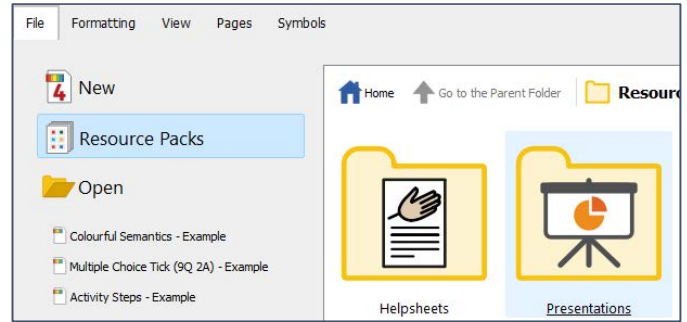 File Formatting View Pages Symbols
New
Resource Packs
Open
Colourful Semantics - Example
Multiple Choice Tick (9Q 2A) - Example
Activity Steps - Example
Home Go to the Parent Folder
Helpsheets Presentations